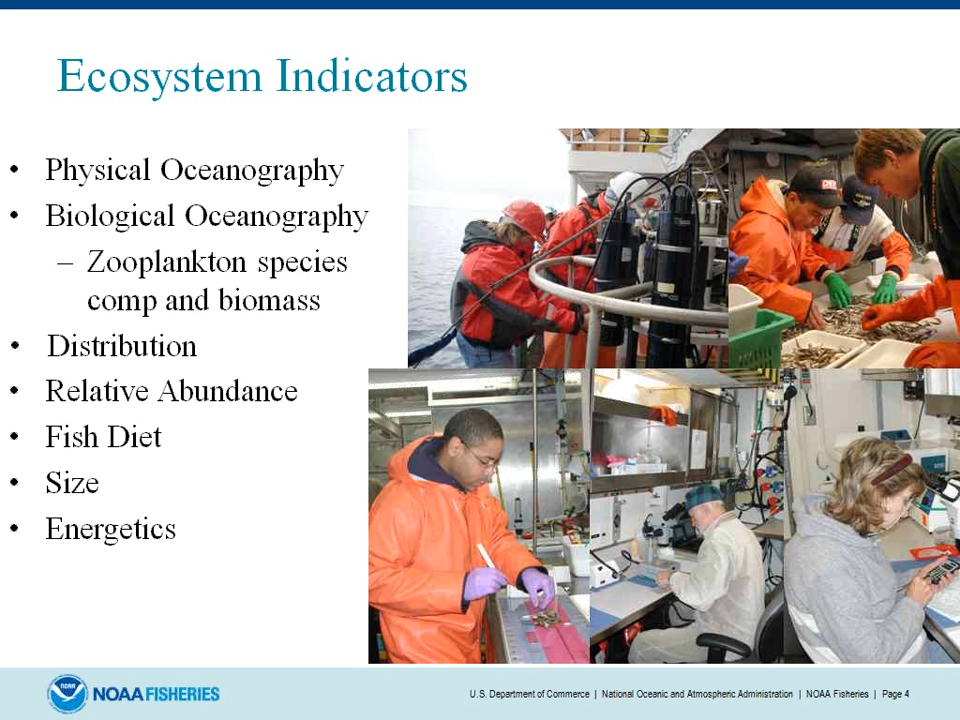 Ecosystem Indicators
• Physical Oceanography
• Biological Oceanography
– Zooplankton species
comp and biomass
• Distribution
• Relative Abundance
• Fish Diet
• Size
• Energetics
NOAA FISHERIES
U.S. Department of Commerce | National Oceanic and Atmospheric Administration | NOAA Fisheries | Page 4